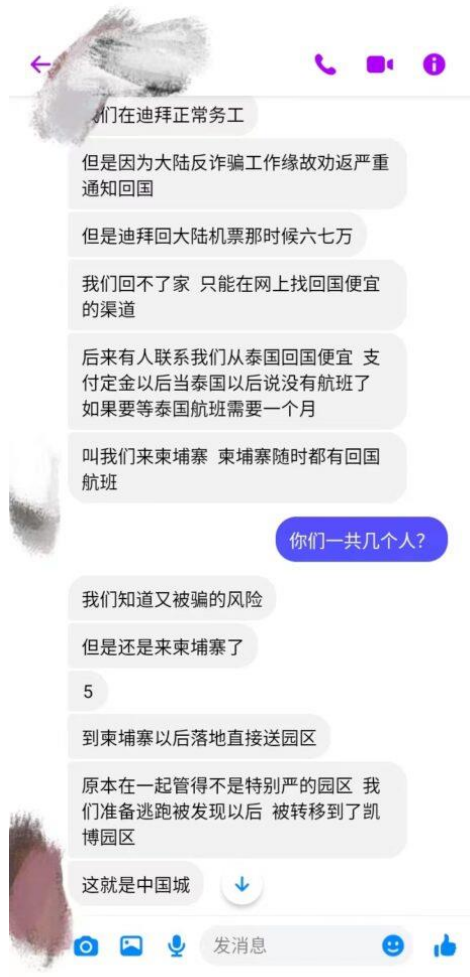 们在迪拜正常务工
但是因为大陆反诈骗工作缘故劝返严重
通知回国
但是迪拜回大陆机票那时候六七万
我们回不了家 只能在网上找回国便宜
的渠道
后来有人联系我们从泰国回国便宜 支
付定金以后当泰国以后说没有航班了
如果要等泰国航班需要一个月
叫我们来柬埔寨 柬埔寨随时都有回国
航班
你们一共几个人？
我们知道又被骗的风险
但是还是来柬埔寨了
5
到柬埔寨以后落地直接送园区
原本在一起管得不是特别严的园区 我
们准备逃跑被发现以后 被转移到了凯
博园区
这就是中国城
发消息